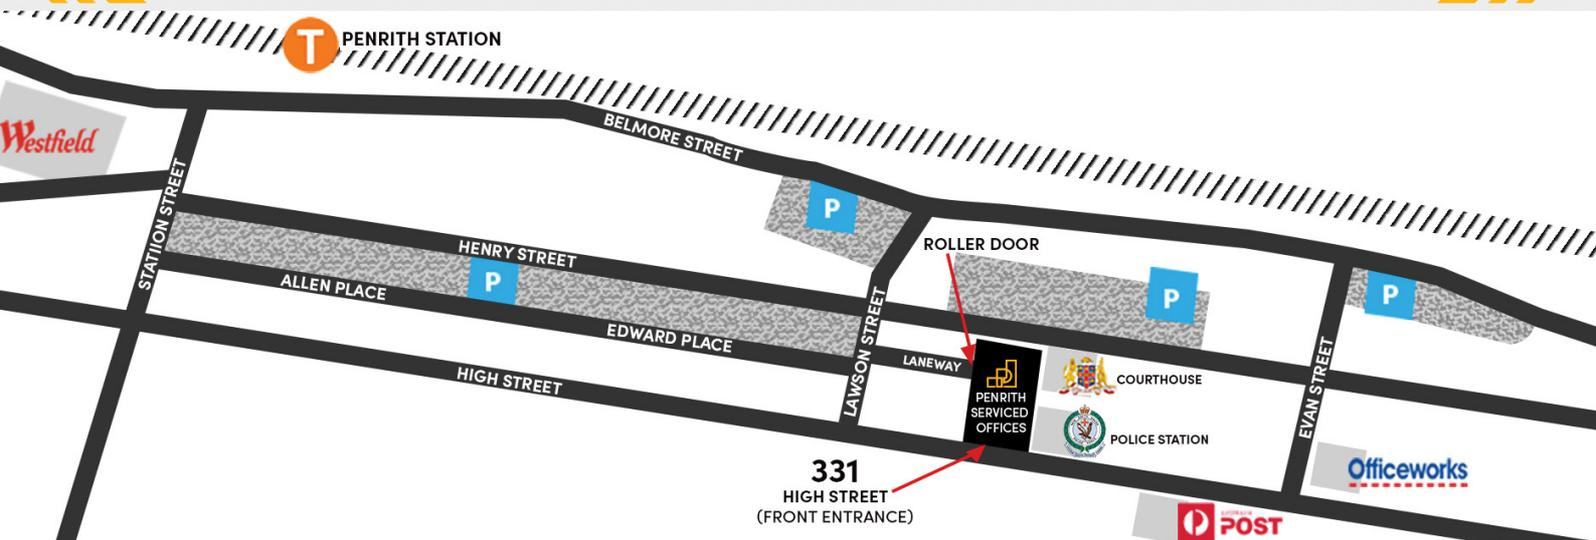 T PENRITH STATION
Westfield
BELMORE STREET
STATIION STREET
P
HENRY STREET
P
ALLEN PLACE
EDWARD PLACE
HIGH STREET
LAWSON STREET
ROLLER DOOR
P
P
LANEWAY
PENRITH
SERVICED
OFFICES
COURTHOUSE
POLICE STATION
EVAN STREET
Officeworks
331
HIGH STREET
(FRONT ENTRANCE)
POST